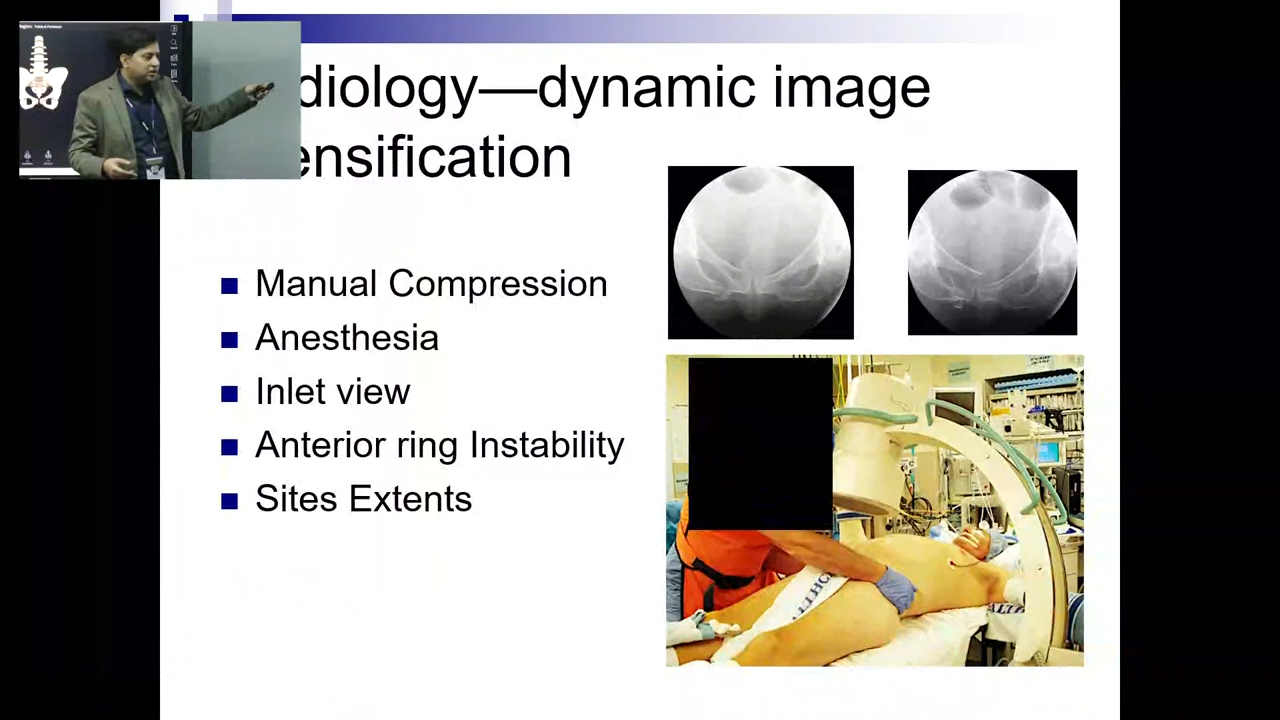 diology—dynamic image
ensification
Manual Compression
Anesthesia
Inlet view
Anterior ring Instability
Sites Extents